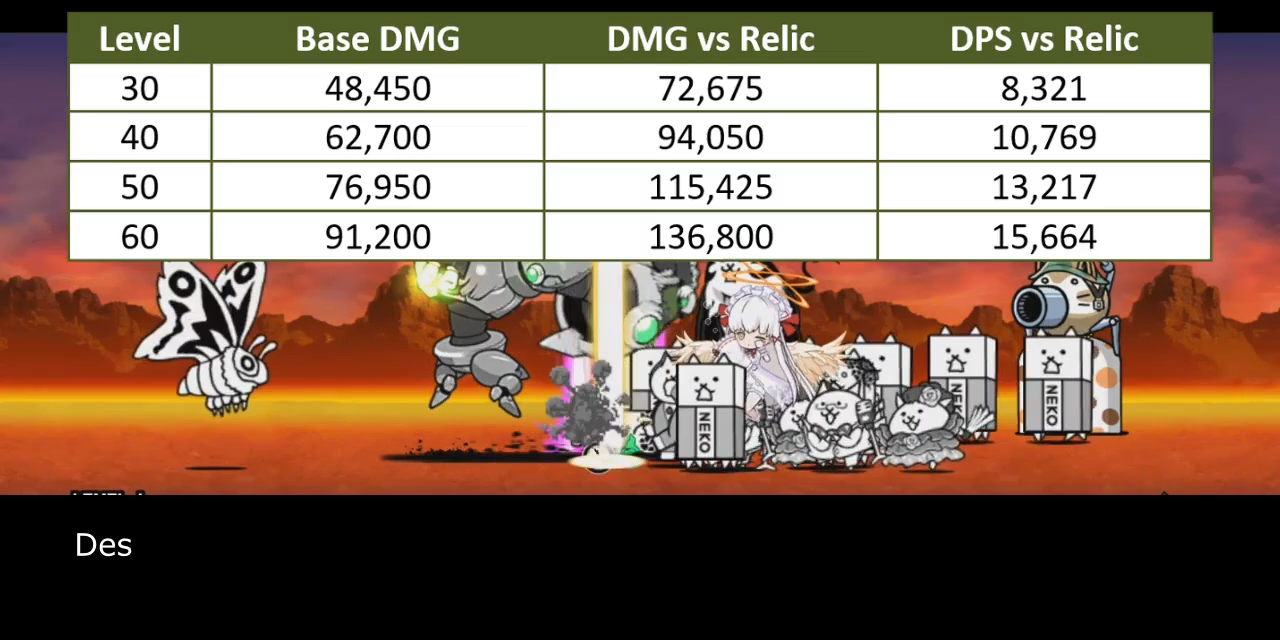 Level Base DMG DMG vs Relic DPS vs Relic
30 48,450 72,675 8,321
40 62,700 94,050 10,769
50 76,950 115,425 13,217
60 91,200 136,800 15,664
NEKO
NEK
NEKO
Des